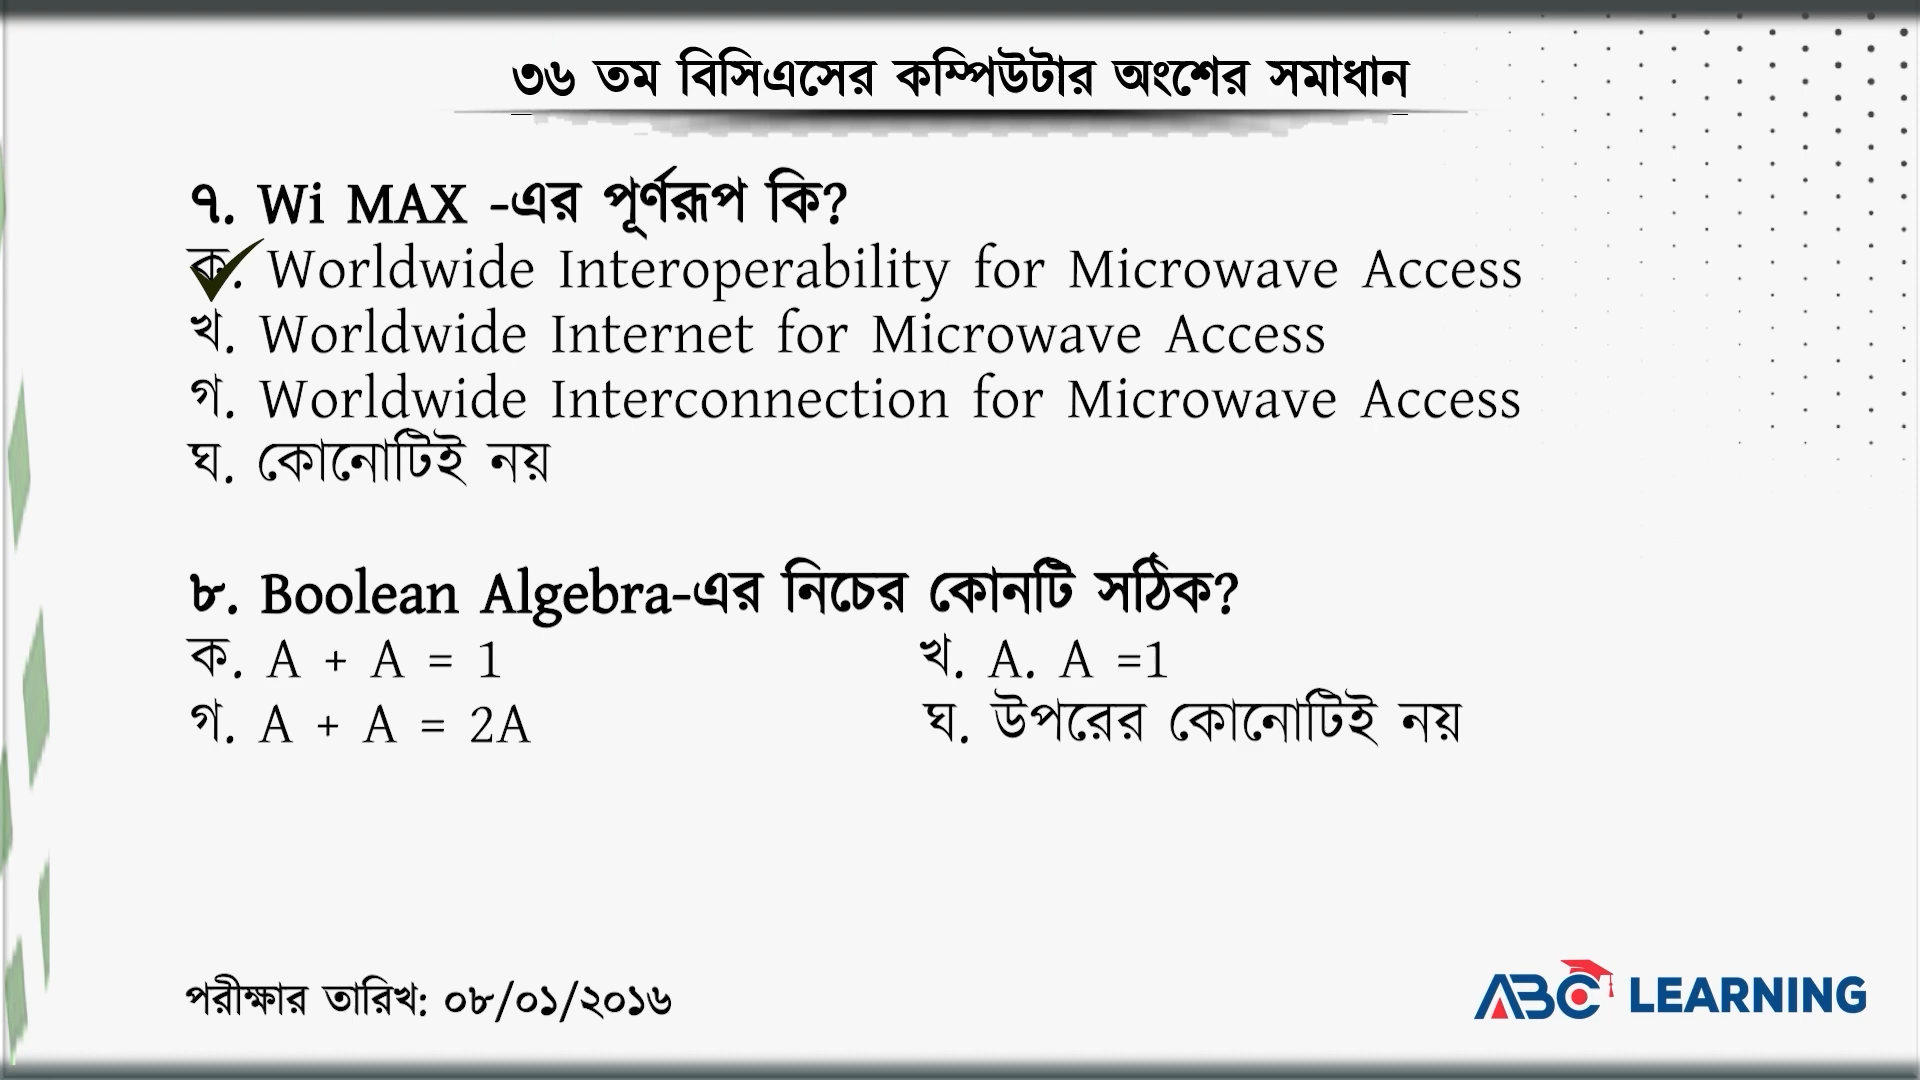 ৩৬ তম বিসিএসের কম্পিউটার অংশের সমাধান
৭. Wi MAX -এর পূর্ণরূপ কি?
ক. Worldwide Interoperability for Microwave Access
খ. Worldwide Internet for Microwave Access
গ. Worldwide Interconnection for Microwave Access
ঘ. কোনোটিই নয়
৮. Boolean Algebra-এর নিচের কোনটি সঠিক?
ক. A + A = 1 খ. A. A =1
গ. A + A = 2A ঘ. উপরের কোনোটিই নয়
পরীক্ষার তারিখ: ০৮/০১/২০১৬
ABC LEARNING